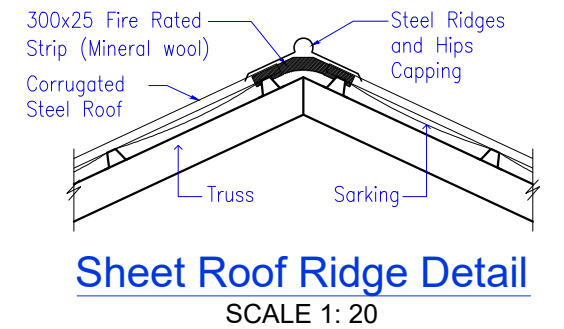 300x25 Fire Rated
Strip (Mineral wool)
Steel Ridges
and Hips
Capping
Corrugated
Steel Roof
Truss
Sarking
Sheet Roof Ridge Detail
SCALE 1: 20